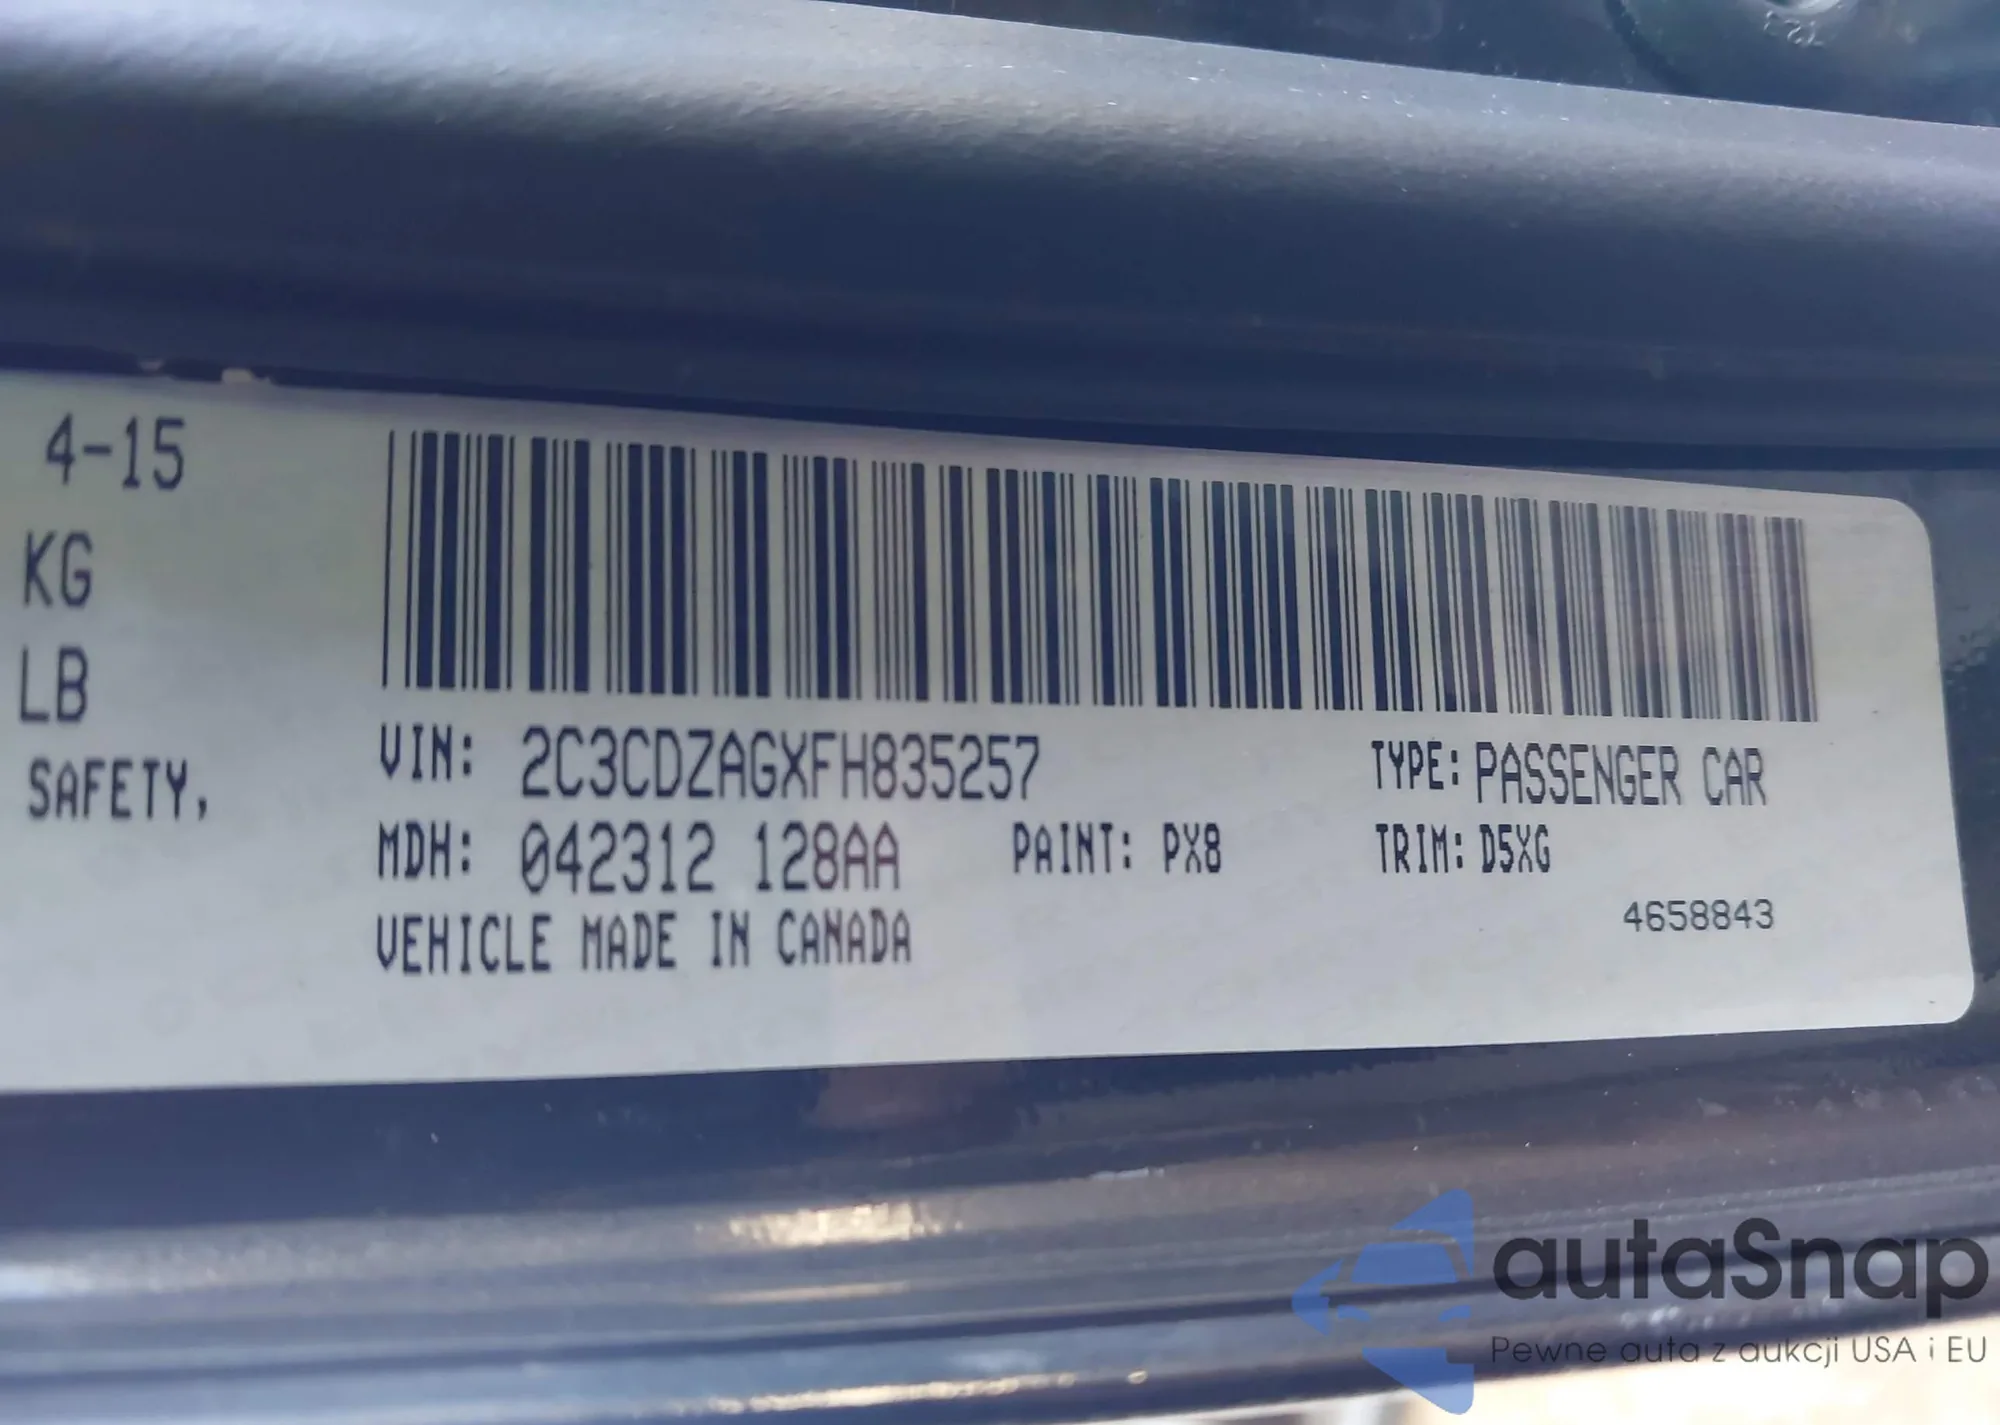 4-15
KG
LB
SAFETY,
VIN: 2C3CDZAGXFH835257
TYPE: PASSENGER CAR
MDH: 042312 128AA
PAINT: PX8
TRIM: D5XG
VEHICLE MADE IN CANADA
4658843
autaSnap
Pewne auta z aukcji USA i EU